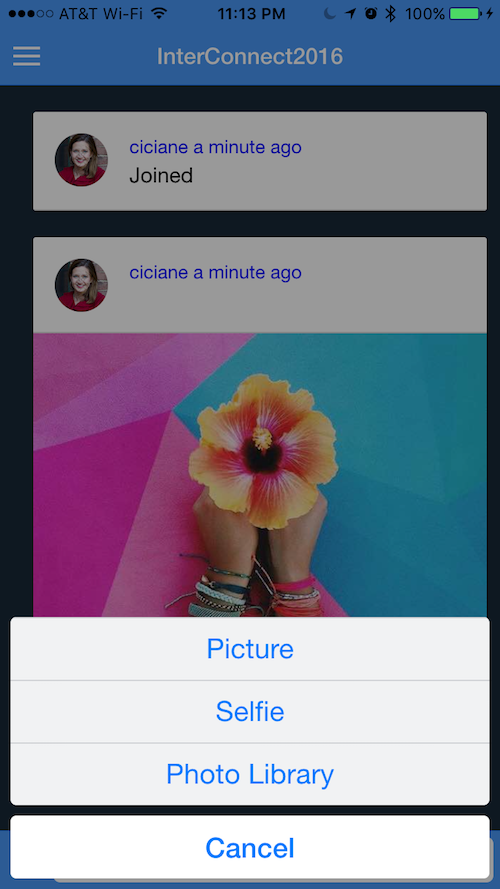 AT&T Wi-Fi 11:13 PM 100%
InterConnect2016
ciciane a minute ago
Joined
ciciane a minute ago
Picture
Selfie
Photo Library
Cancel